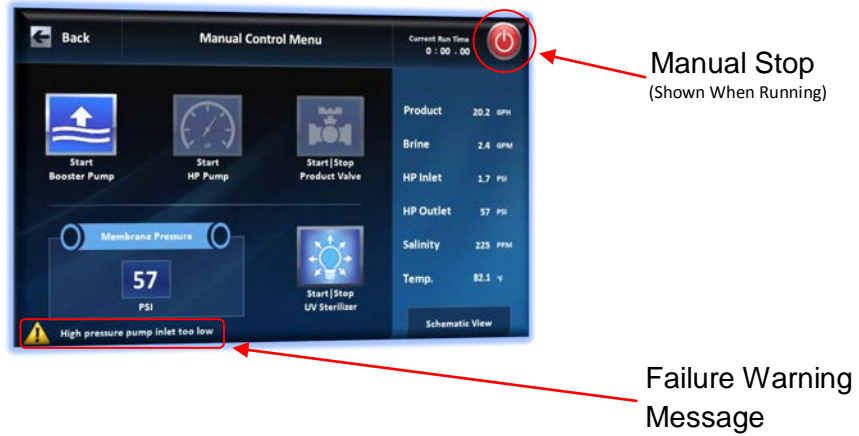 Back
Manual Control Menu
Current Run Time
0 : 00 . 00
Manual Stop
(Shown When Running)
Start
Booster Pump
Start
HP Pump
Start|Stop
Product Valve
Product 20.2 GPH
Brine 2.4 GPM
HP Inlet 1.7 PSI
HP Outlet 57 PSI
Salinity 225 PPM
Temp. 82.1 °F
Membrane Pressure
57
PSI
Start|Stop
UV Sterilizer
High pressure pump inlet too low
Schematic View
Failure Warning
Message